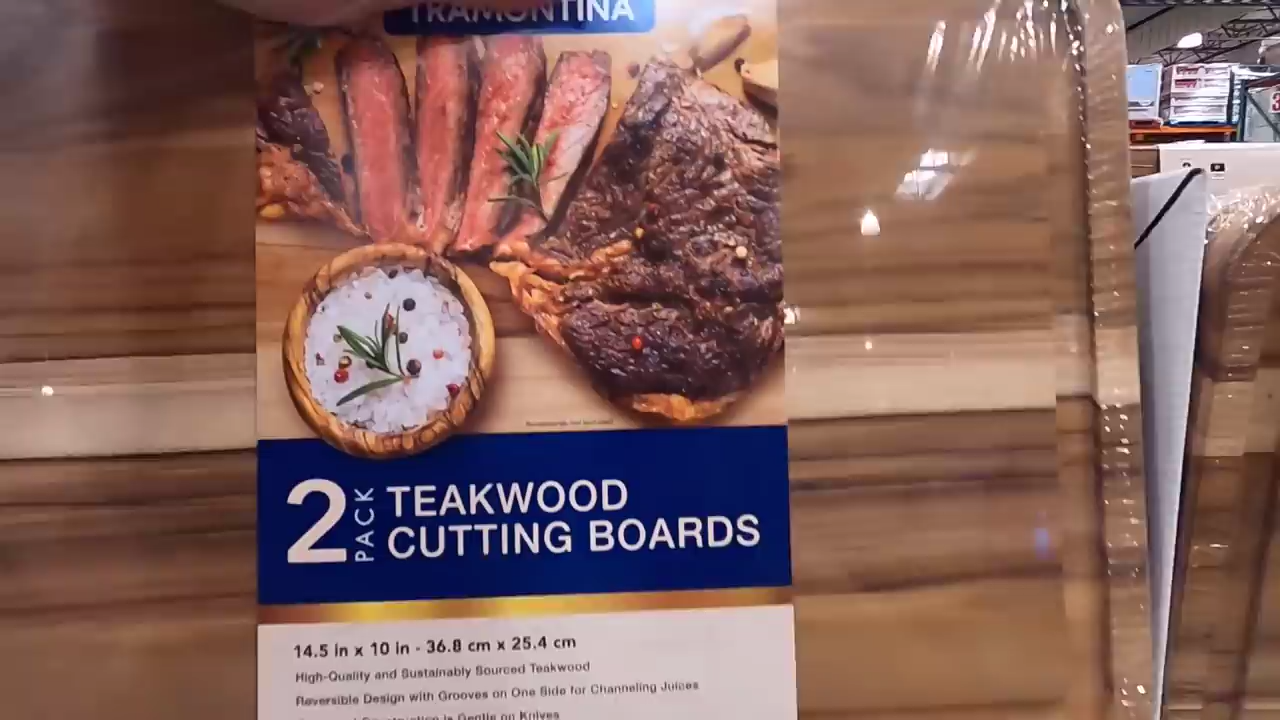 TRAMONTINA
2 PACK TEAKWOOD
CUTTING BOARDS
14.5 in x 10 in - 36.8 cm x 25.4 cm
High-Quality and Sustainably Sourced Teakwood
Reversible Design with Grooves on One Side for Channeling Juices
Construction is Gentle on Knives